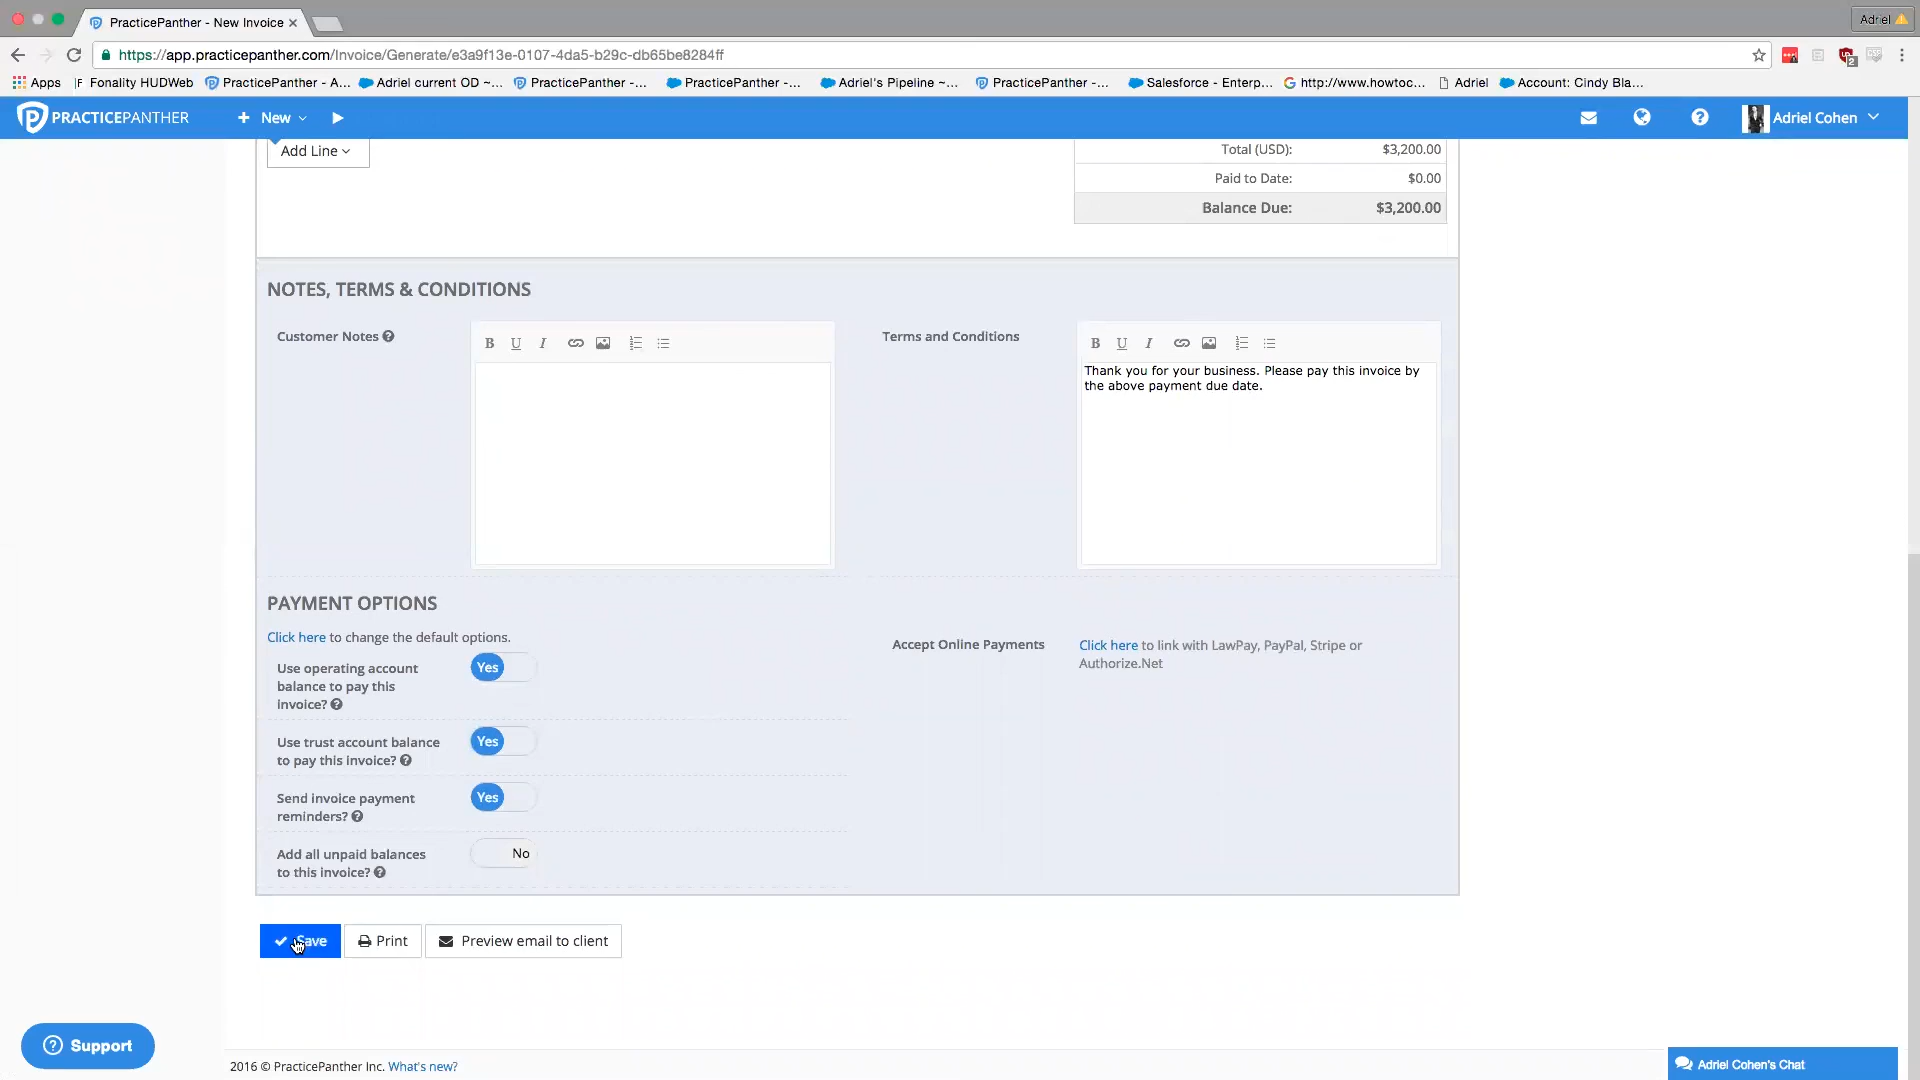 PracticePanther - New Invoice
Adriel
https://app.practicepanther.com/Invoice/Generate/e3a9f13e-0107-4da5-b29c-db65be8284ff
Apps Fonality HUDWeb PracticePanther - A... Adriel current OD ~... PracticePanther -... PracticePanther -... Adriel's Pipeline ~... PracticePanther -... Salesforce - Enterp... http://www.howtoc... Adriel Account: Cindy Bla...
PRACTICEPANTHER New Adriel Cohen
Add Line
Total (USD): $3,200.00
Paid to Date: $0.00
Balance Due: $3,200.00
NOTES, TERMS & CONDITIONS
Customer Notes
B U I
Terms and Conditions
B U I
Thank you for your business. Please pay this invoice by
the above payment due date.
PAYMENT OPTIONS
Click here to change the default options.
Use operating account
balance to pay this
invoice?
Yes
Use trust account balance
to pay this invoice?
Yes
Send invoice payment
reminders?
Yes
Add all unpaid balances
to this invoice?
No
Accept Online Payments
Click here to link with LawPay, PayPal, Stripe or
Authorize.Net
Save Print Preview email to client
Support
2016 © PracticePanther Inc. What's new?
Adriel Cohen's Chat